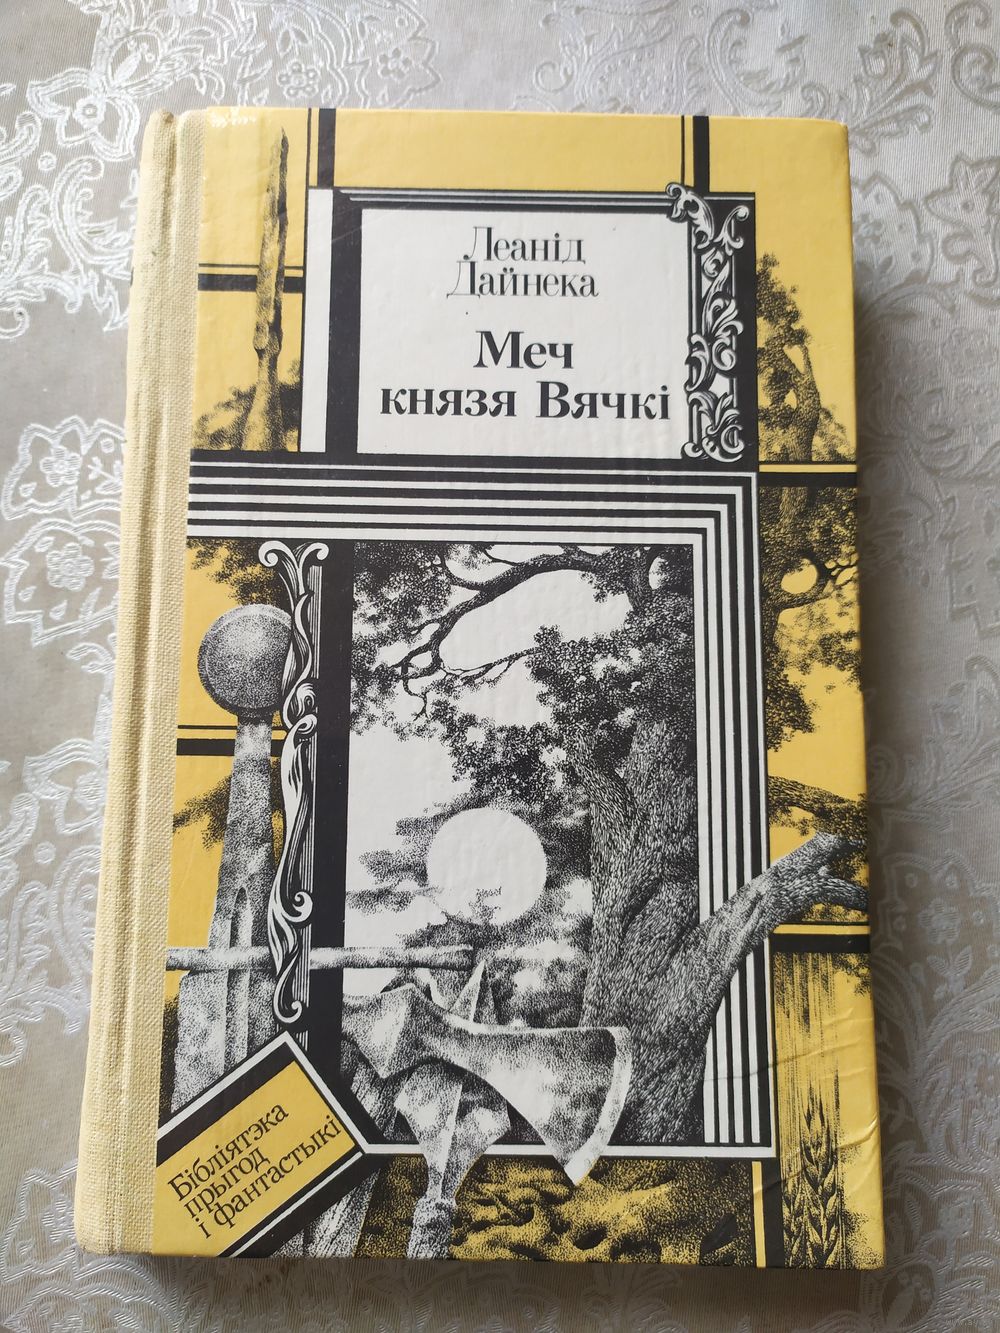 Леанід
Дайнека
Меч
князя Вячкі
Бібліятэка
прыгод
і фантастыкі